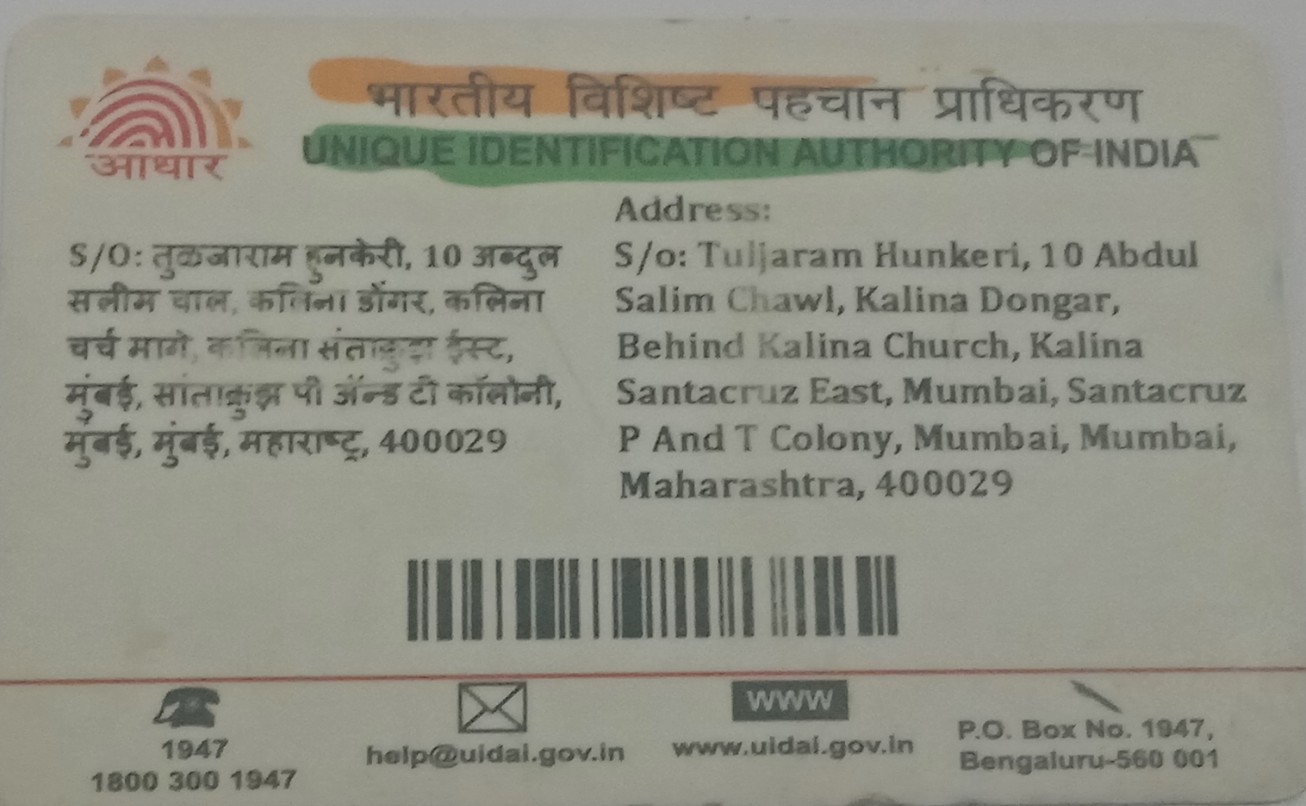 भारतीय विशिष्ट पहचान प्राधिकरण
UNIQUE IDENTIFICATION AUTHORITY OF INDIA
आधार
S/O: तुळजाराम हुनकेरी, 10 अब्दुल
सलीम चाल, कलिना डोंगर, कलिना
चर्च मागे, कलिना संताक्रुझ ईस्ट,
मुंबई, सांताक्रुझ पी ॲन्ड टी कॉलोनी,
मुंबई, मुंबई, महाराष्ट्र, 400029
Address:
S/o: Tuljaram Hunkeri, 10 Abdul
Salim Chawl, Kalina Dongar,
Behind Kalina Church, Kalina
Santacruz East, Mumbai, Santacruz
P And T Colony, Mumbai, Mumbai,
Maharashtra, 400029
1947
1800 300 1947
help@uidai.gov.in
WWW
www.uidai.gov.in
P.O. Box No. 1947,
Bengaluru-560 001